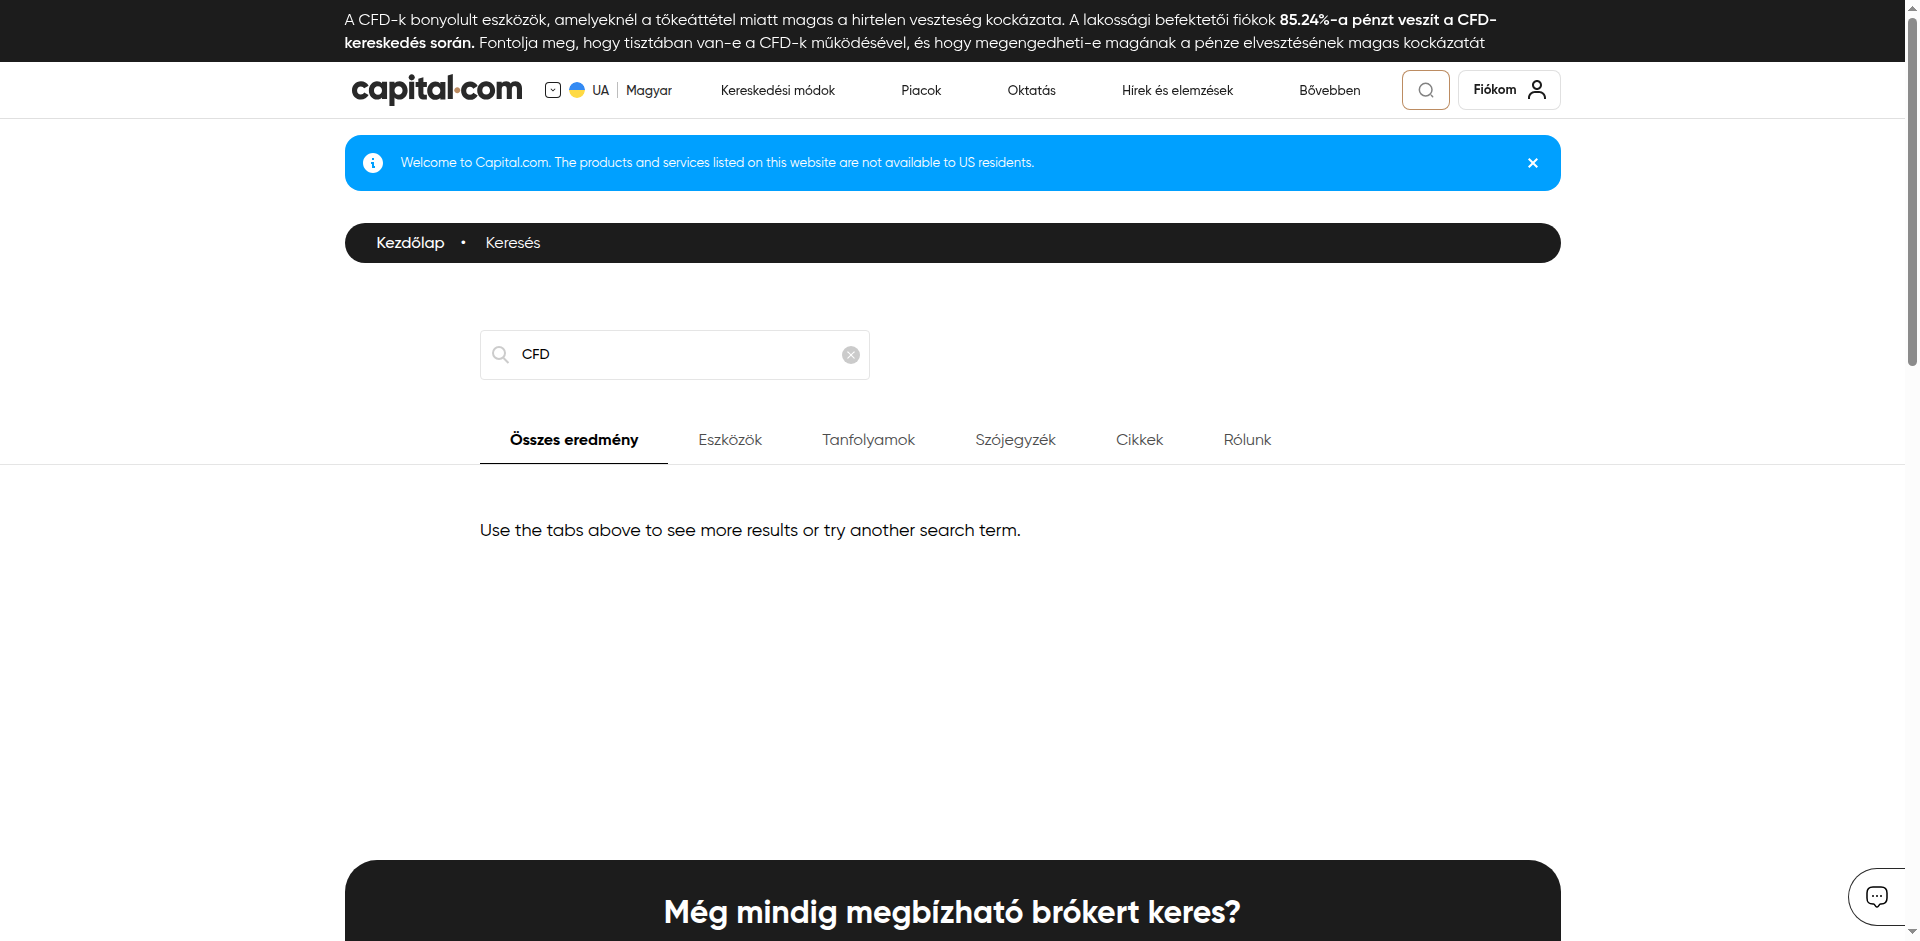 A CFD-k bonyolult eszközök, amelyeknél a tőkeáttétel miatt magas a hirtelen veszteség kockázata. A lakossági befektetői fiókok 85.24%-a pénzt veszít a CFD-
kereskedés során. Fontolja meg, hogy tisztában van-e a CFD-k működésével, és hogy megengedheti-e magának a pénze elvesztésének magas kockázatát
capital.com UA Magyar Kereskedési módok Piacok Oktatás Hírek és elemzések Bővebben Fiókom
Welcome to Capital.com. The products and services listed on this website are not available to US residents.
Kezdőlap • Keresés
CFD
Összes eredmény Eszközök Tanfolyamok Szójegyzék Cikkek Rólunk
Use the tabs above to see more results or try another search term.
Még mindig megbízható brókert keres?